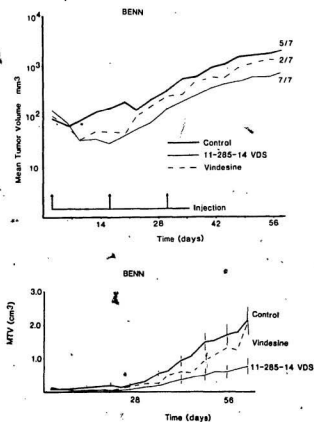 BENN
10⁴
5/7
10³
2/7
7/7
10²
Mean Tumor Volume mm³
Control
11-285-14 VDS
10
Vindesine
Injection
14 28 42 56
Time (days)
BENN
3.0
MTV (cm³)
Control
2.0
Vindesine
1.0
11-285-14 VDS
28 56
Time (days)